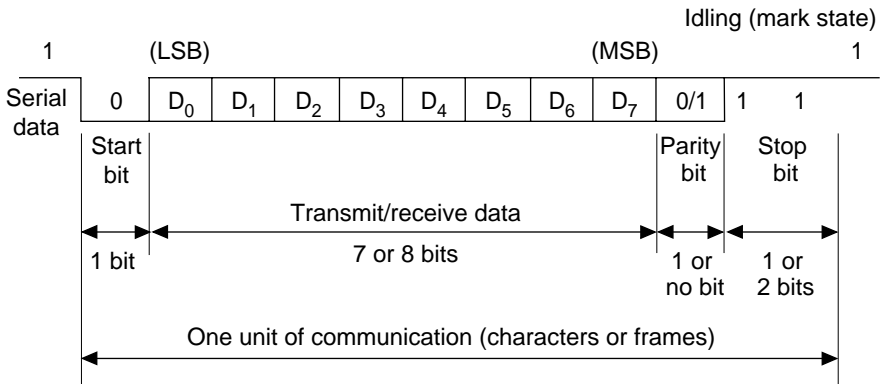 Idling (mark state)
1 (LSB) (MSB) 1
Serial
data
0 D0 D1 D2 D3 D4 D5 D6 D7 0/1 1 1
Start
bit
Parity
bit
Stop
bit
Transmit/receive data
1 bit
7 or 8 bits
1 or
no bit
1 or
2 bits
One unit of communication (characters or frames)